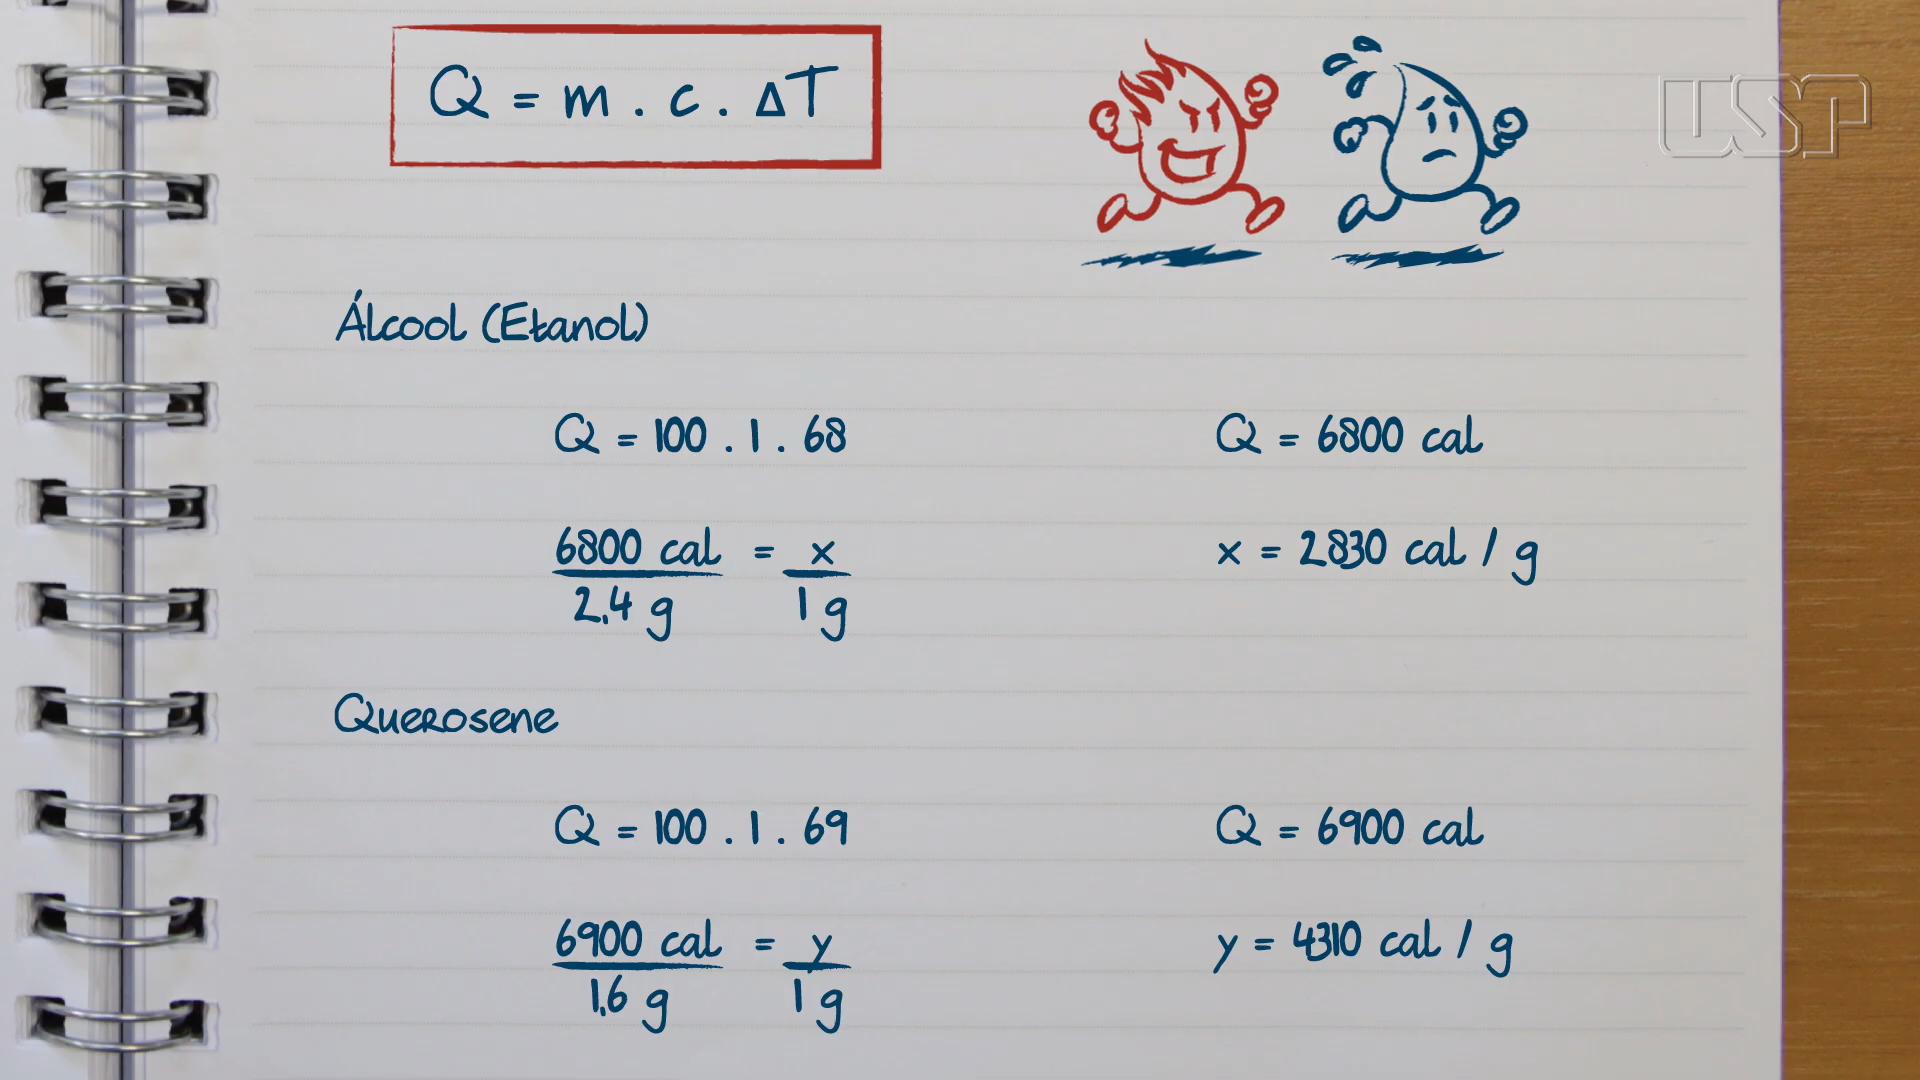 Q = m . c . ΔT
USP
Álcool (Etanol)
Q = 100 . 1 . 68
Q = 6800 cal
6800 cal = x
2,4 g 1 g
x = 2830 cal / g
Querosene
Q = 100 . 1 . 69
Q = 6900 cal
6900 cal = y
1,6 g 1 g
y = 4310 cal / g